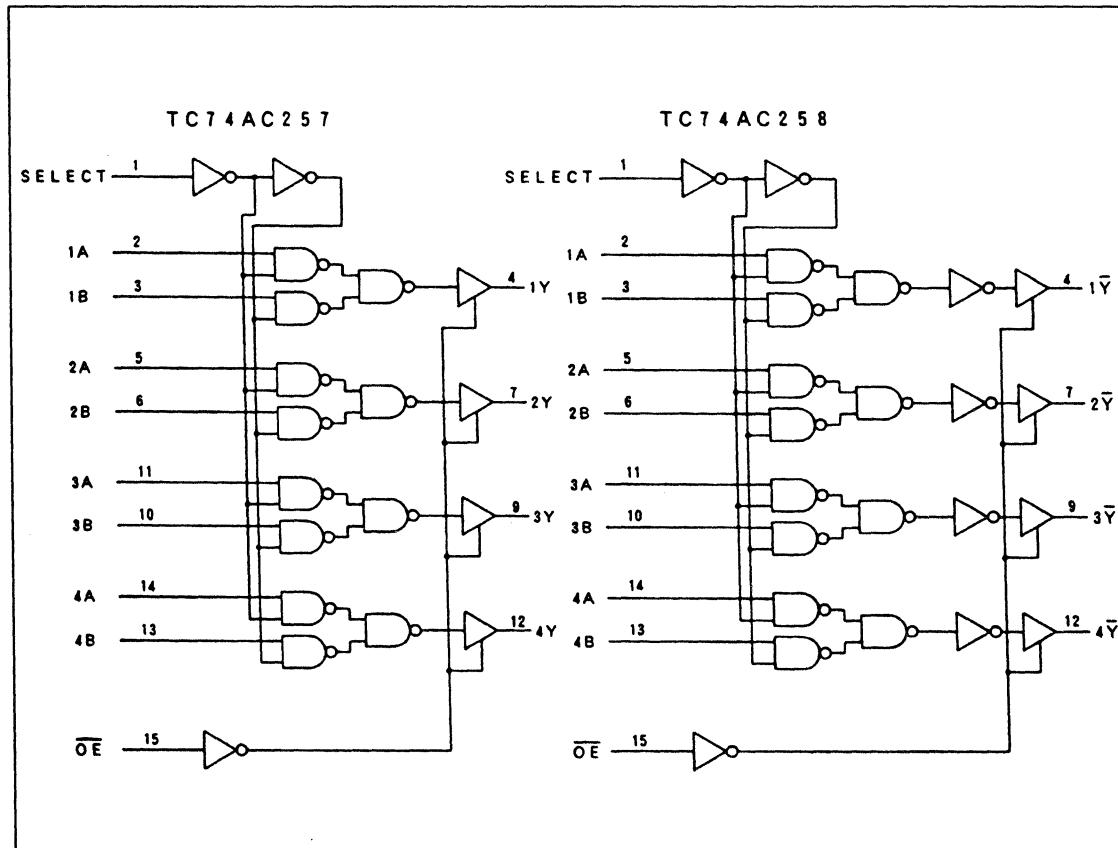 TC74AC257
SELECT 1
1A 2
1B 3
4 1Y
2A 5
2B 6
7 2Y
3A 11
3B 10
9 3Y
4A 14
4B 13
12 4Y
O̅E̅ 15
TC74AC258
SELECT 1
1A 2
1B 3
4 1Y̅
2A 5
2B 6
7 2Y̅
3A 11
3B 10
9 3Y̅
4A 14
4B 13
12 4Y̅
O̅E̅ 15